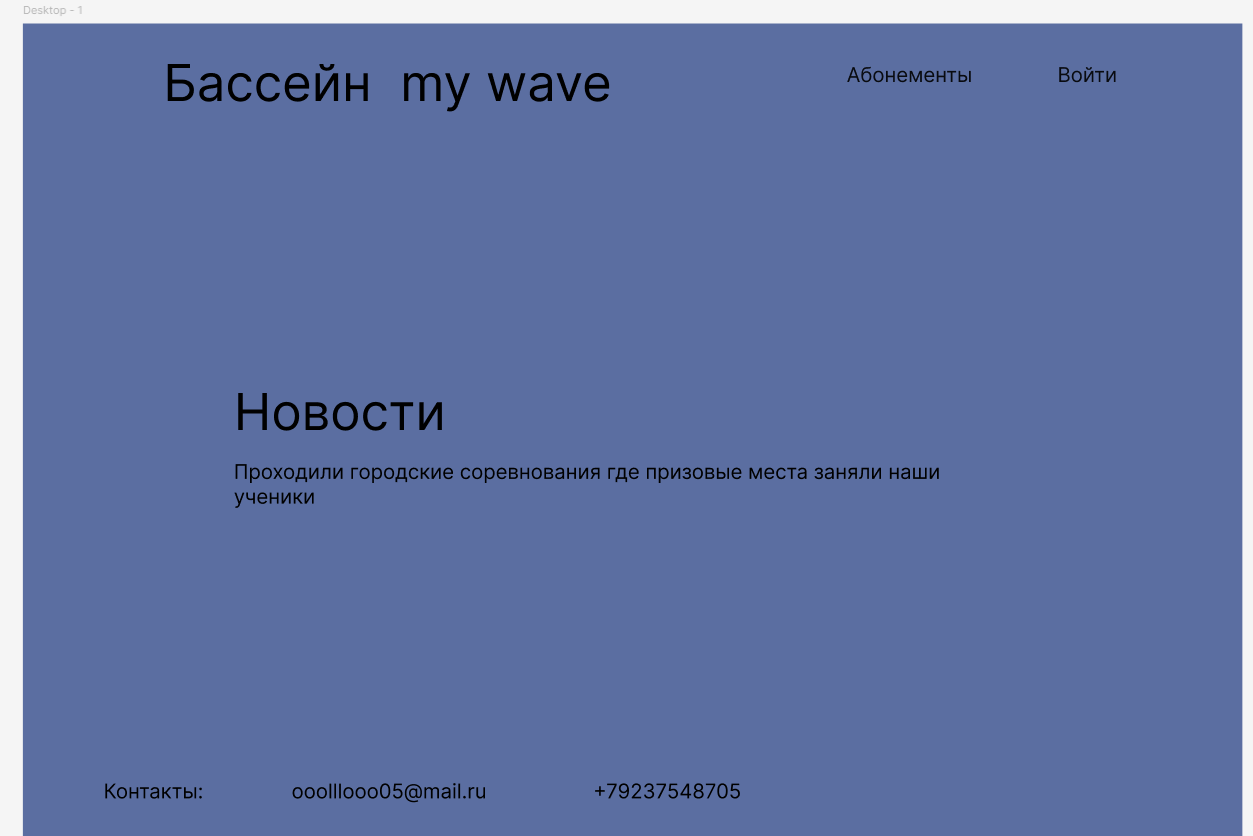 Desktop - 1
Бассейн  my wave
Абонементы
Войти
Новости
Проходили городские соревнования где призовые места заняли наши
ученики
Контакты:
ooolllooo05@mail.ru
+79237548705